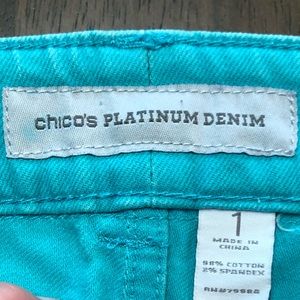 chico's PLATINUM DENIM
1
MADE IN
CHINA
98% COTTON
2% SPANDEX